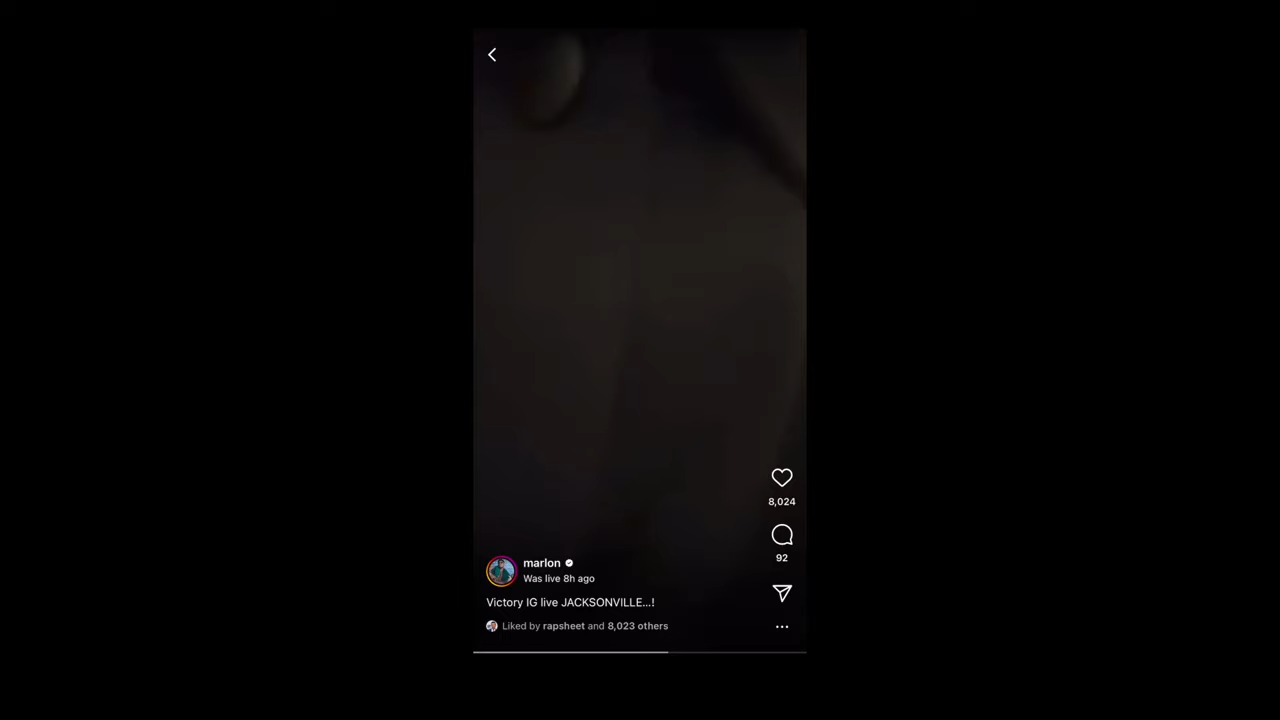 8,024
92
marlon
Was live 8h ago
Victory IG live JACKSONVILLE...!
Liked by rapsheet and 8,023 others